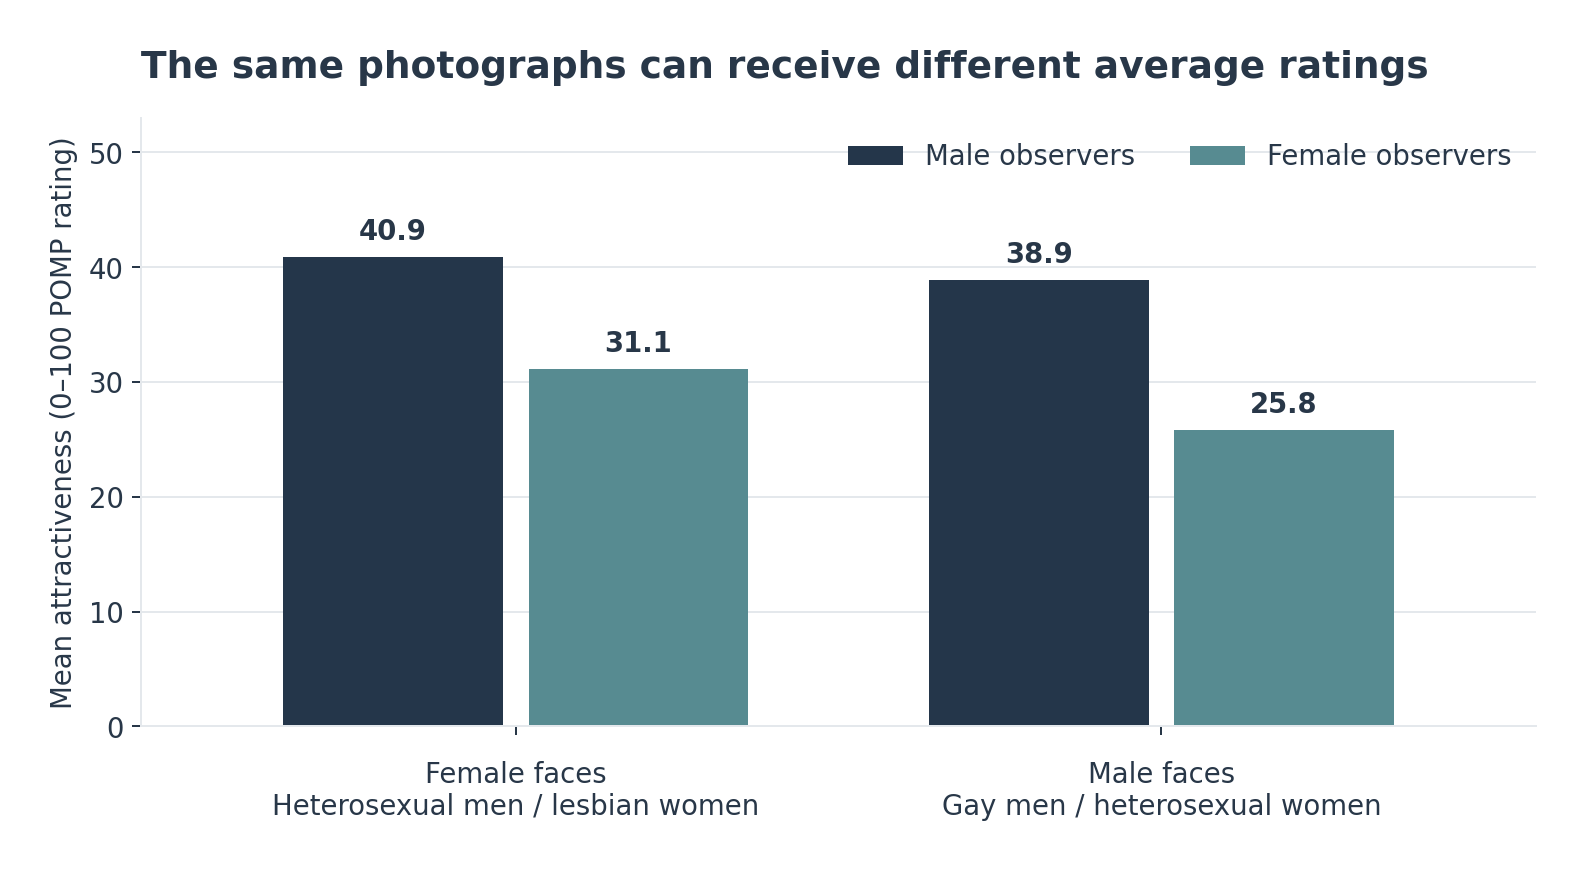 The same photographs can receive different average ratings
Mean attractiveness (0–100 POMP rating)
50
40
30
20
10
0
Male observers
Female observers
40.9
31.1
38.9
25.8
Female faces
Heterosexual men / lesbian women
Male faces
Gay men / heterosexual women